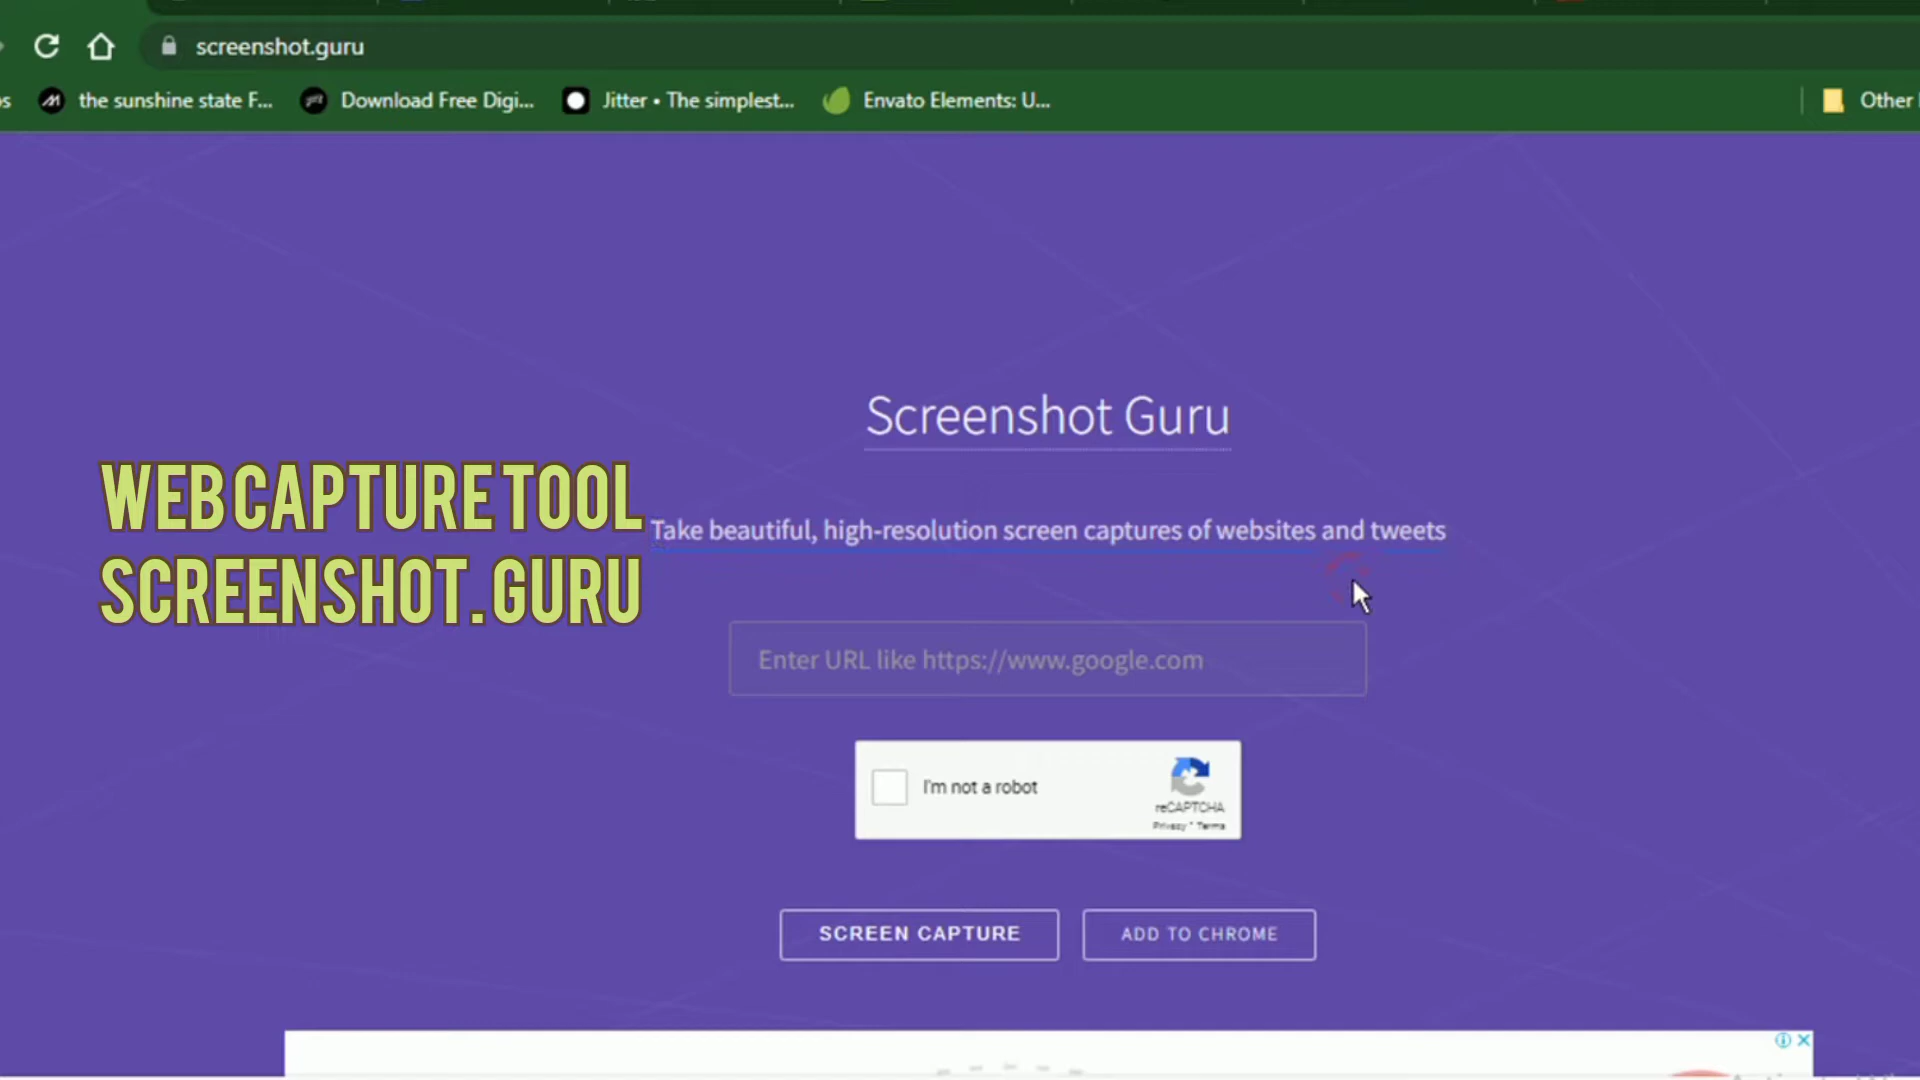 screenshot.guru
the sunshine state F...
Download Free Digi...
Jitter • The simplest...
Envato Elements: U...
Other
Screenshot Guru
WEB CAPTURE TOOL
SCREENSHOT.GURU
Take beautiful, high-resolution screen captures of websites and tweets
Enter URL like https://www.google.com
I'm not a robot
reCAPTCHA
Privacy - Terms
SCREEN CAPTURE
ADD TO CHROME